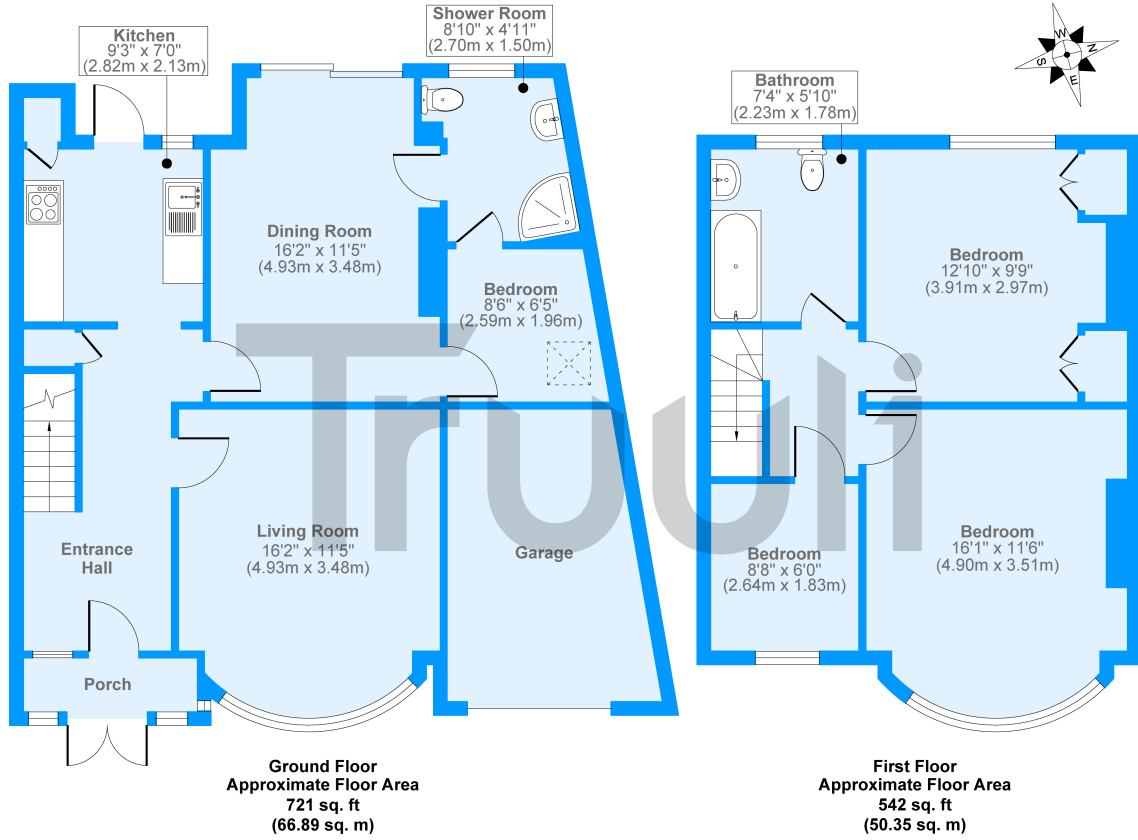 Kitchen
9'3" x 7'0"
(2.82m x 2.13m)
Shower Room
8'10" x 4'11"
(2.70m x 1.50m)
Dining Room
16'2" x 11'5"
(4.93m x 3.48m)
Bedroom
8'6" x 6'5"
(2.59m x 1.96m)
Living Room
16'2" x 11'5"
(4.93m x 3.48m)
Garage
Entrance
Hall
Porch
Ground Floor
Approximate Floor Area
721 sq. ft
(66.89 sq. m)
W
N
S
E
Bathroom
7'4" x 5'10"
(2.23m x 1.78m)
Bedroom
12'10" x 9'9"
(3.91m x 2.97m)
Bedroom
8'8" x 6'0"
(2.64m x 1.83m)
Bedroom
16'1" x 11'6"
(4.90m x 3.51m)
First Floor
Approximate Floor Area
542 sq. ft
(50.35 sq. m)
Truuli